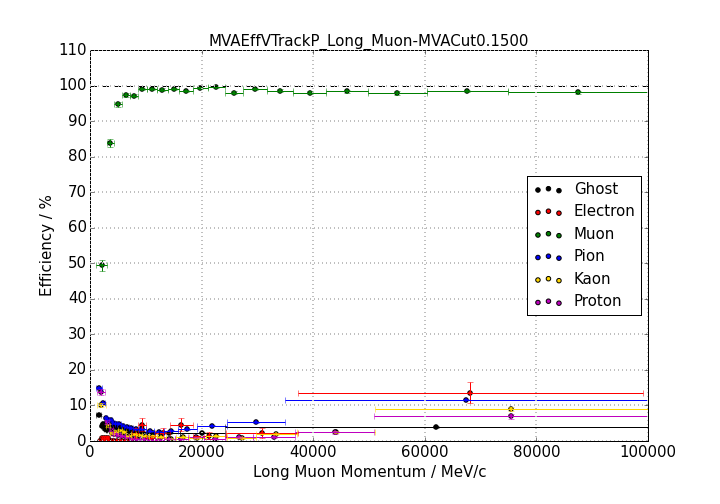 MVAEffVTrackP_Long_Muon-MVACut0.1500
110
100
90
80
70
60
50
40
30
20
10
0
Efficiency / %
Ghost
Electron
Muon
Pion
Kaon
Proton
0 20000 40000 60000 80000 100000
Long Muon Momentum / MeV/c